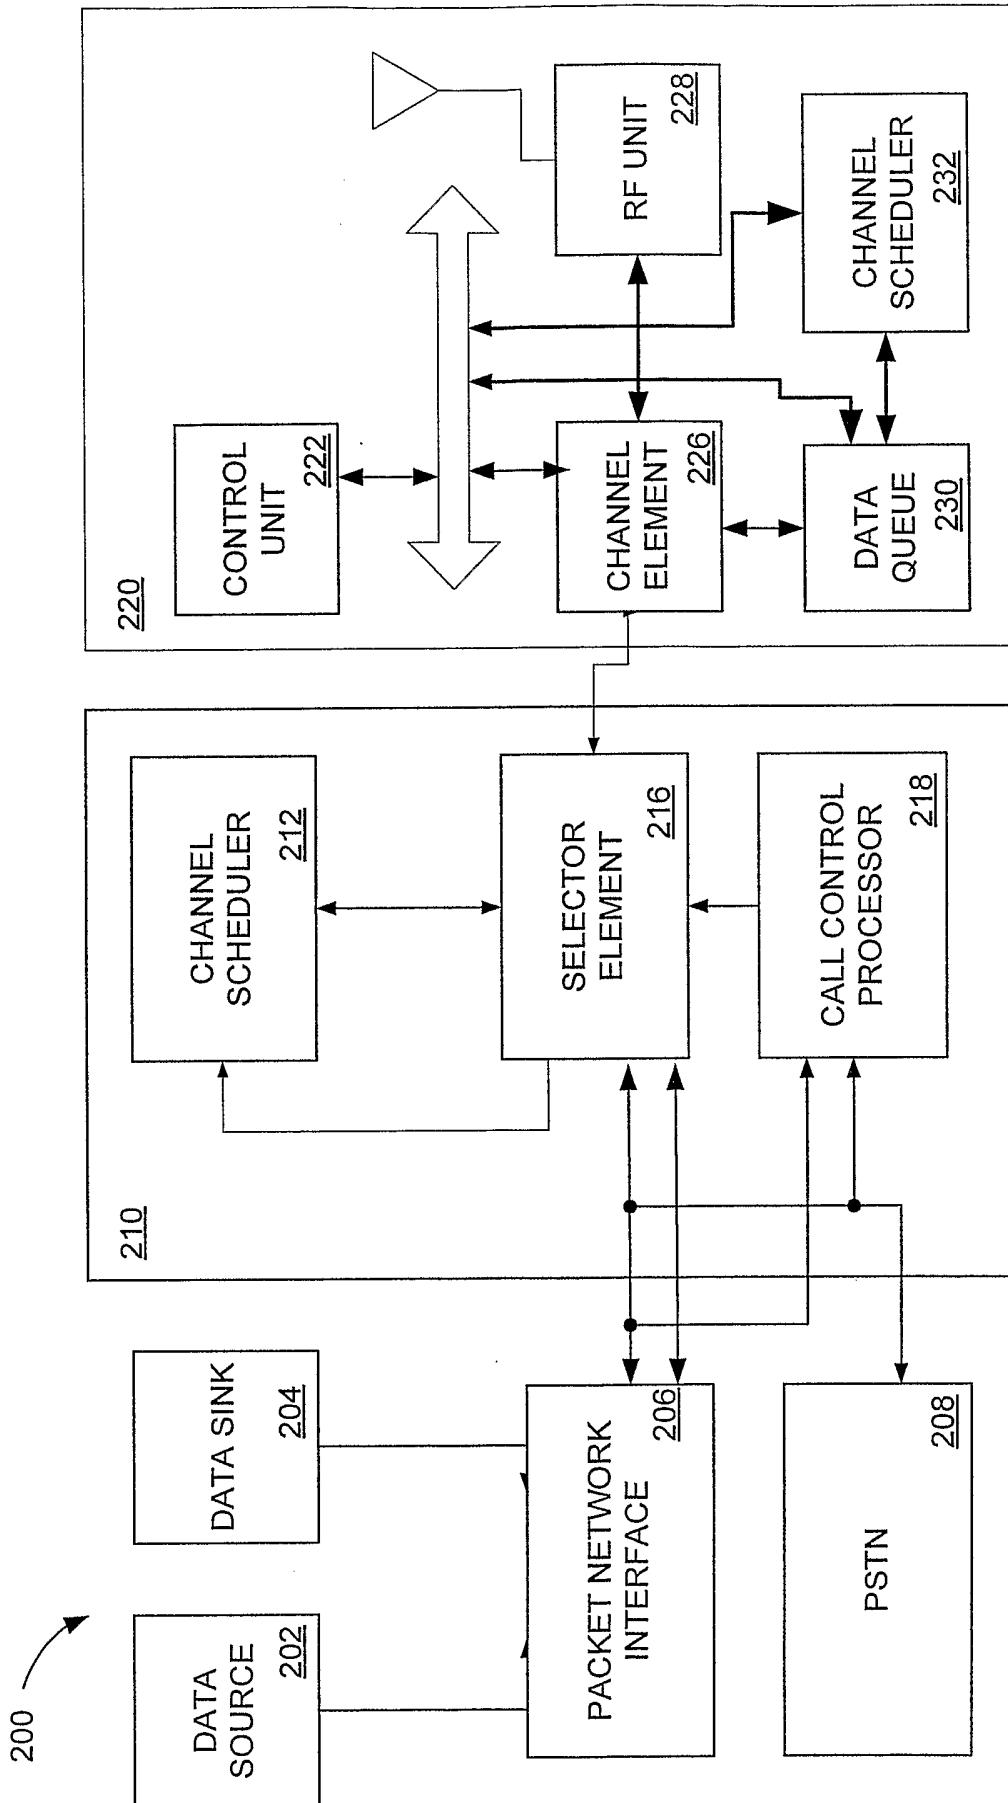 200
DATA
SOURCE
202
DATA SINK
204
PACKET NETWORK
INTERFACE
206
PSTN
208
210
CHANNEL
SCHEDULER
212
SELECTOR
ELEMENT
216
CALL CONTROL
PROCESSOR
218
220
CONTROL
UNIT
222
CHANNEL
ELEMENT
226
RF UNIT
228
DATA
QUEUE
230
CHANNEL
SCHEDULER
232